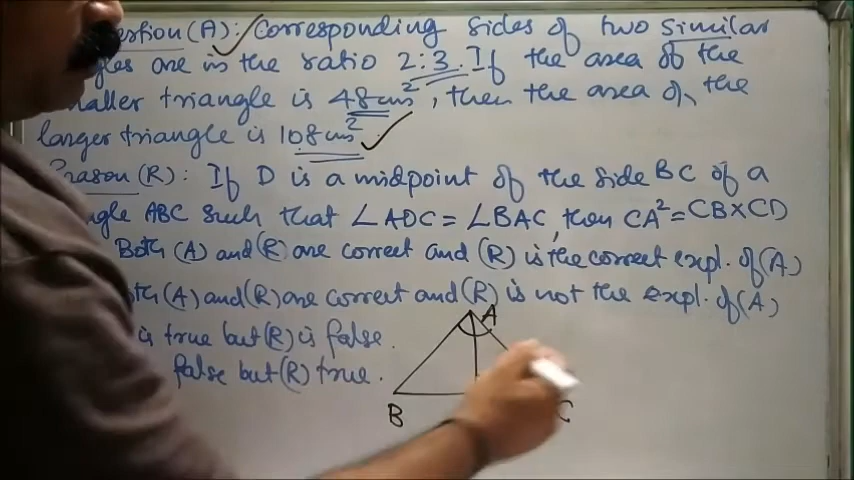 (A): Corresponding sides of two similar
are in the ratio 2:3. If the area of the
triangle is 48cm², then the area of the
larger triangle is 108cm².
(R): If D is a midpoint of the side BC of a
ABC such that ∠ADC = ∠BAC, then CA² = CB×CD
Both (A) and (R) are correct and (R) is the correct expl. of (A)
(A) and (R) are correct and (R) is not the expl. of (A)
is true but (R) is false.
false but (R) true.
A
B
C